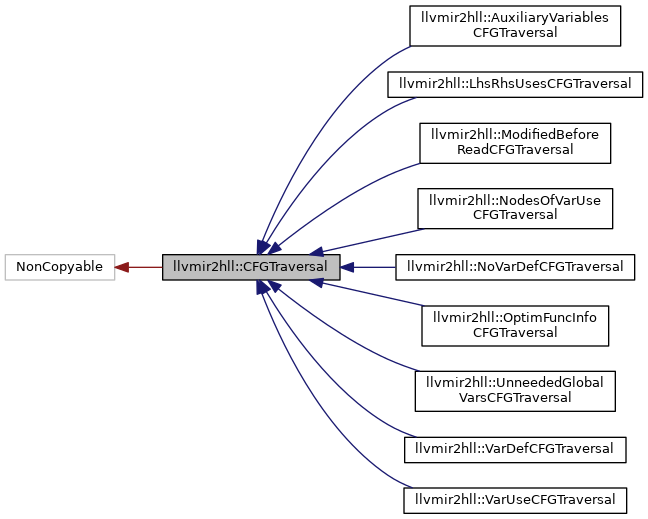 llvmir2hll::AuxiliaryVariables
CFGTraversal
llvmir2hll::LhsRhsUsesCFGTraversal
llvmir2hll::ModifiedBefore
ReadCFGTraversal
llvmir2hll::NodesOfVarUse
CFGTraversal
NonCopyable
llvmir2hll::CFGTraversal
llvmir2hll::NoVarDefCFGTraversal
llvmir2hll::OptimFuncInfo
CFGTraversal
llvmir2hll::UnneededGlobal
VarsCFGTraversal
llvmir2hll::VarDefCFGTraversal
llvmir2hll::VarUseCFGTraversal